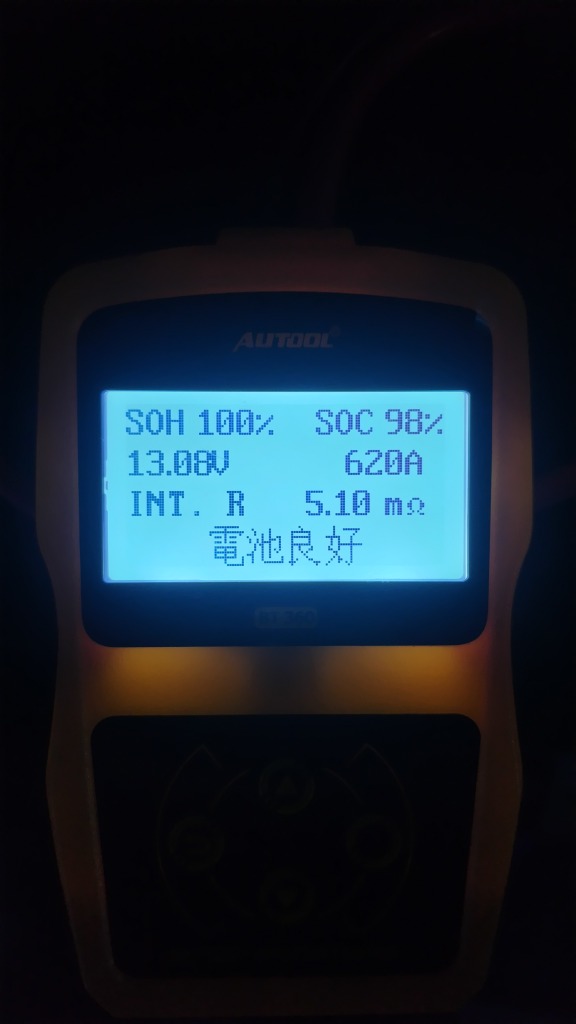 AUTOOL
SOH 100% SOC 98%
13.08V 620A
INT. R 5.10 mΩ
電池良好